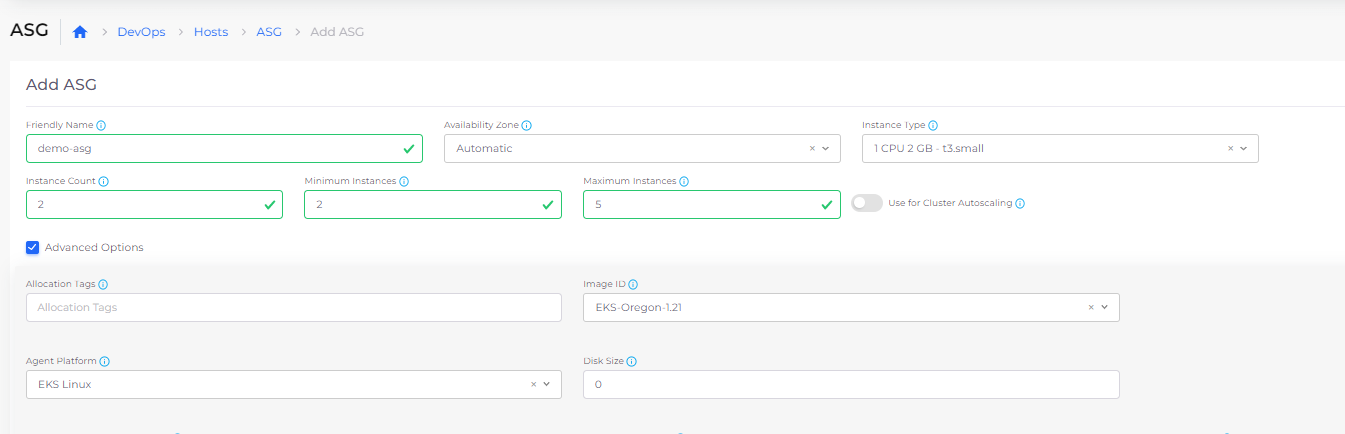 ASG DevOps Hosts ASG Add ASG
Add ASG
Friendly Name Availability Zone Instance Type
demo-asg Automatic 1 CPU 2 GB - t3.small
Instance Count Minimum Instances Maximum Instances
2 2 5 Use for Cluster Autoscaling
Advanced Options
Allocation Tags Image ID
Allocation Tags EKS-Oregon-1.21
Agent Platform Disk Size
EKS Linux 0